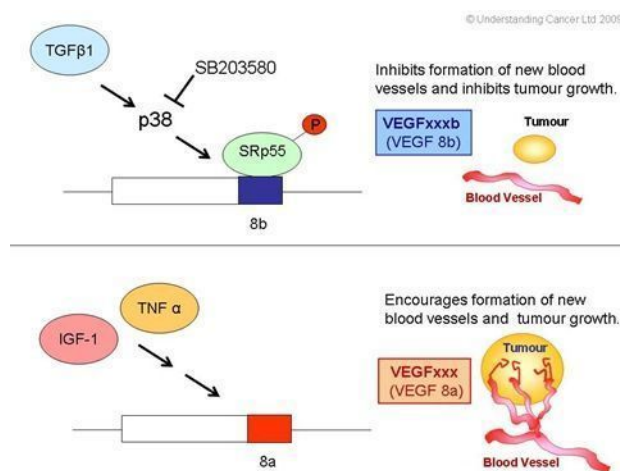 © Understanding Cancer Ltd 2009
TGFβ1
SB203580
p38
P
SRp55
8b
Inhibits formation of new blood
vessels and inhibits tumour growth.
VEGFxxxb
(VEGF 8b)
Tumour
Blood Vessel
TNF α
IGF-1
8a
Encourages formation of new
blood vessels and tumour growth.
VEGFxxx
(VEGF 8a)
Tumour
Blood Vessel